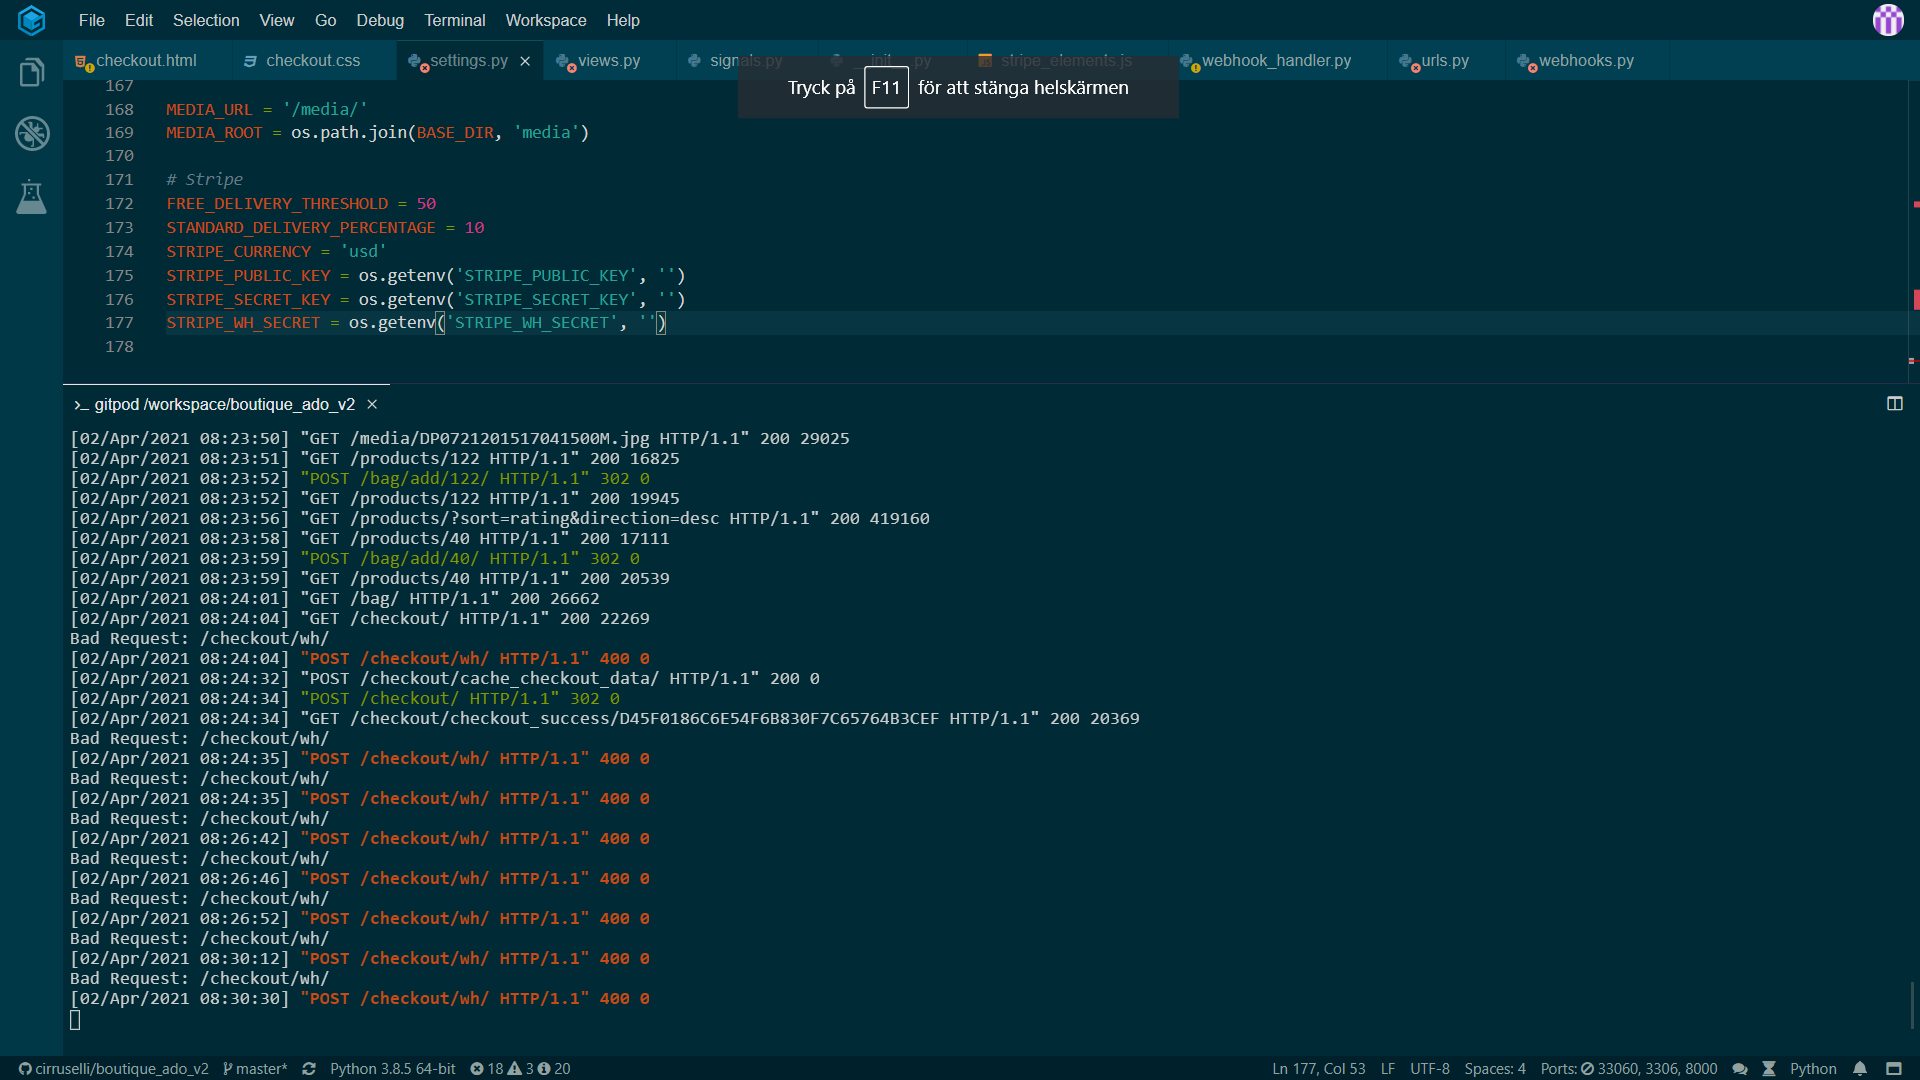 File Edit Selection View Go Debug Terminal Workspace Help
checkout.html checkout.css settings.py × views.py signals.py __init__.py stripe_elements.js webhook_handler.py urls.py webhooks.py
Tryck på F11 för att stänga helskärmen
167
168 MEDIA_URL = '/media/'
169 MEDIA_ROOT = os.path.join(BASE_DIR, 'media')
170
171 # Stripe
172 FREE_DELIVERY_THRESHOLD = 50
173 STANDARD_DELIVERY_PERCENTAGE = 10
174 STRIPE_CURRENCY = 'usd'
175 STRIPE_PUBLIC_KEY = os.getenv('STRIPE_PUBLIC_KEY', '')
176 STRIPE_SECRET_KEY = os.getenv('STRIPE_SECRET_KEY', '')
177 STRIPE_WH_SECRET = os.getenv('STRIPE_WH_SECRET', '')
178
>_ gitpod /workspace/boutique_ado_v2 ×
[02/Apr/2021 08:23:50] "GET /media/DP0721201517041500M.jpg HTTP/1.1" 200 29025
[02/Apr/2021 08:23:51] "GET /products/122 HTTP/1.1" 200 16825
[02/Apr/2021 08:23:52] "POST /bag/add/122/ HTTP/1.1" 302 0
[02/Apr/2021 08:23:52] "GET /products/122 HTTP/1.1" 200 19945
[02/Apr/2021 08:23:56] "GET /products/?sort=rating&direction=desc HTTP/1.1" 200 419160
[02/Apr/2021 08:23:58] "GET /products/40 HTTP/1.1" 200 17111
[02/Apr/2021 08:23:59] "POST /bag/add/40/ HTTP/1.1" 302 0
[02/Apr/2021 08:23:59] "GET /products/40 HTTP/1.1" 200 20539
[02/Apr/2021 08:24:01] "GET /bag/ HTTP/1.1" 200 26662
[02/Apr/2021 08:24:04] "GET /checkout/ HTTP/1.1" 200 22269
Bad Request: /checkout/wh/
[02/Apr/2021 08:24:04] "POST /checkout/wh/ HTTP/1.1" 400 0
[02/Apr/2021 08:24:32] "POST /checkout/cache_checkout_data/ HTTP/1.1" 200 0
[02/Apr/2021 08:24:34] "POST /checkout/ HTTP/1.1" 302 0
[02/Apr/2021 08:24:34] "GET /checkout/checkout_success/D45F0186C6E54F6B830F7C65764B3CEF HTTP/1.1" 200 20369
Bad Request: /checkout/wh/
[02/Apr/2021 08:24:35] "POST /checkout/wh/ HTTP/1.1" 400 0
Bad Request: /checkout/wh/
[02/Apr/2021 08:24:35] "POST /checkout/wh/ HTTP/1.1" 400 0
Bad Request: /checkout/wh/
[02/Apr/2021 08:26:42] "POST /checkout/wh/ HTTP/1.1" 400 0
Bad Request: /checkout/wh/
[02/Apr/2021 08:26:46] "POST /checkout/wh/ HTTP/1.1" 400 0
Bad Request: /checkout/wh/
[02/Apr/2021 08:26:52] "POST /checkout/wh/ HTTP/1.1" 400 0
Bad Request: /checkout/wh/
[02/Apr/2021 08:30:12] "POST /checkout/wh/ HTTP/1.1" 400 0
Bad Request: /checkout/wh/
[02/Apr/2021 08:30:30] "POST /checkout/wh/ HTTP/1.1" 400 0
cirruselli/boutique_ado_v2 master* Python 3.8.5 64-bit 18 3 20 Ln 177, Col 53 LF UTF-8 Spaces: 4 Ports: 33060, 3306, 8000 Python